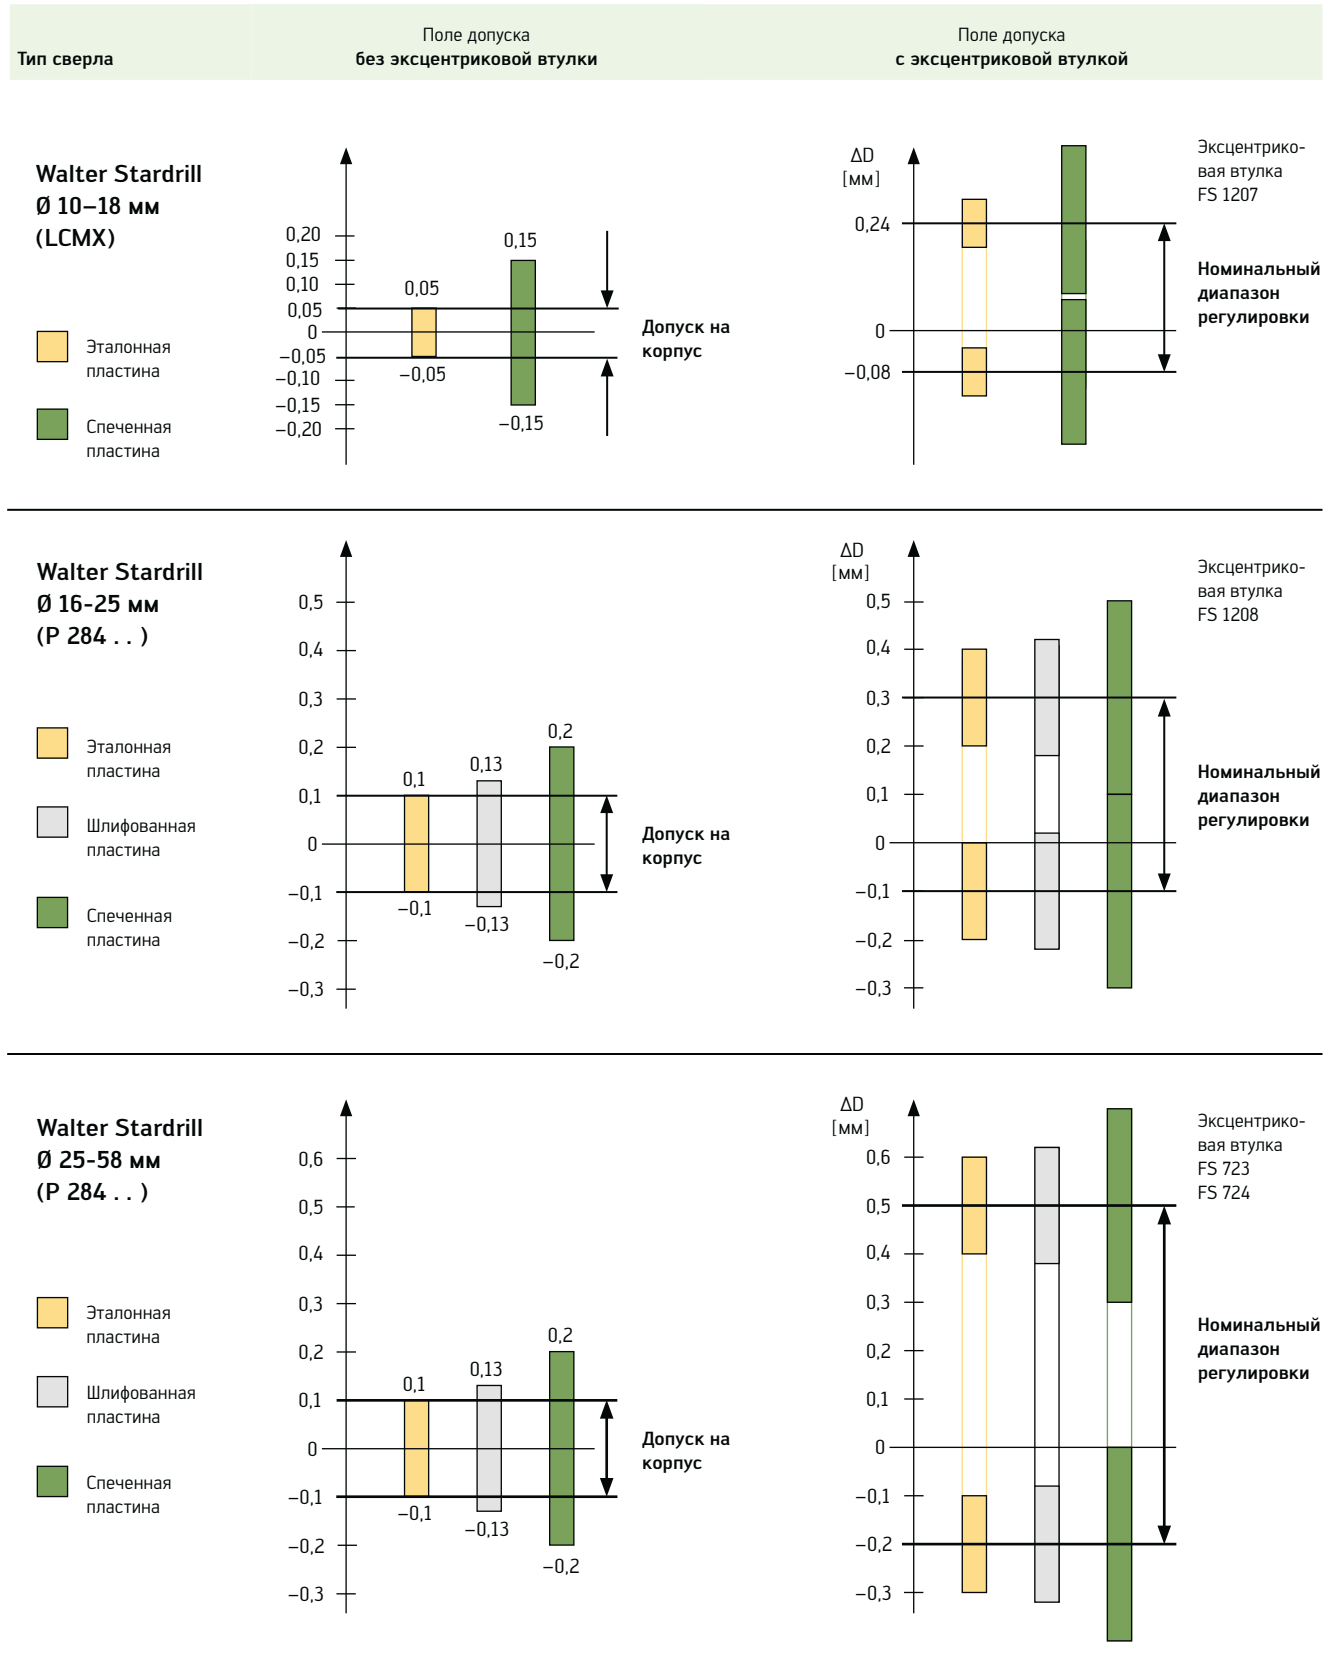 Тип сверла
Поле допуска
без эксцентриковой втулки
Поле допуска
с эксцентриковой втулкой
Walter Stardrill
Ø 10–18 мм
(LCMX)
Эталонная
пластина
Спеченная
пластина
0,20
0,15
0,10
0,05
0
–0,05
–0,10
–0,15
–0,20
0,05
–0,05
0,15
–0,15
Допуск на
корпус
ΔD
[мм]
0,24
0
–0,08
Эксцентрико-
вая втулка
FS 1207
Номинальный
диапазон
регулировки
Walter Stardrill
Ø 16-25 мм
(P 284 . . )
Эталонная
пластина
Шлифованная
пластина
Спеченная
пластина
0,5
0,4
0,3
0,2
0,1
0
–0,1
–0,2
–0,3
0,1
–0,1
0,13
–0,13
0,2
–0,2
Допуск на
корпус
ΔD
[мм]
0,5
0,4
0,3
0,2
0,1
0
–0,1
–0,2
–0,3
Эксцентрико-
вая втулка
FS 1208
Номинальный
диапазон
регулировки
Walter Stardrill
Ø 25-58 мм
(P 284 . . )
Эталонная
пластина
Шлифованная
пластина
Спеченная
пластина
0,6
0,5
0,4
0,3
0,2
0,1
0
–0,1
–0,2
–0,3
0,1
–0,1
0,13
–0,13
0,2
–0,2
Допуск на
корпус
ΔD
[мм]
0,6
0,5
0,4
0,3
0,2
0,1
0
–0,1
–0,2
–0,3
Эксцентрико-
вая втулка
FS 723
FS 724
Номинальный
диапазон
регулировки